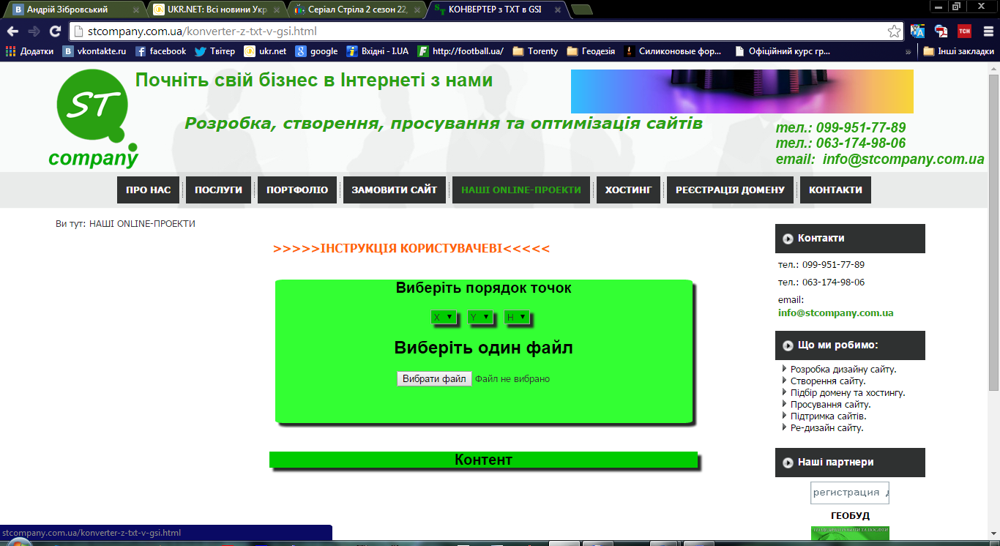 Андрій Зібровський
UKR.NET: Всі новини Укр
Серіал Стріла 2 сезон 22,
КОНВЕРТЕР з TXT в GSI
stcompany.com.ua/konverter-z-txt-v-gsi.html
Додатки
vkontakte.ru
facebook
Твітер
ukr.net
google
Вхідні - I.UA
http://football.ua/
Torenty
Геодезія
Силиконовые фор...
Офіційний курс гр...
»
Інші закладки
ST
company
Почніть свій бізнес в Інтернеті з нами
Розробка, створення, просування та оптимізація сайтів
тел.: 099-951-77-89
тел.: 063-174-98-06
email: info@stcompany.com.ua
ПРО НАС
ПОСЛУГИ
ПОРТФОЛІО
ЗАМОВИТИ САЙТ
НАШІ ONLINE-ПРОЕКТИ
ХОСТИНГ
РЕЄСТРАЦІЯ ДОМЕНУ
КОНТАКТИ
Ви тут: НАШІ ONLINE-ПРОЕКТИ
>>>>>ІНСТРУКЦІЯ КОРИСТУВАЧЕВІ<<<<<
Виберіть порядок точок
X
Y
H
Виберіть один файл
Вибрати файл Файл не вибрано
Контент
Контакти
тел.: 099-951-77-89
тел.: 063-174-98-06
email:
info@stcompany.com.ua
Що ми робимо:
Розробка дизайну сайту.
Створення сайту.
Підбір домену та хостингу.
Просування сайту.
Підтримка сайтів.
Ре-дизайн сайту.
Наші партнери
регистрация
ГЕОБУД
stcompany.com.ua/konverter-z-txt-v-gsi.html